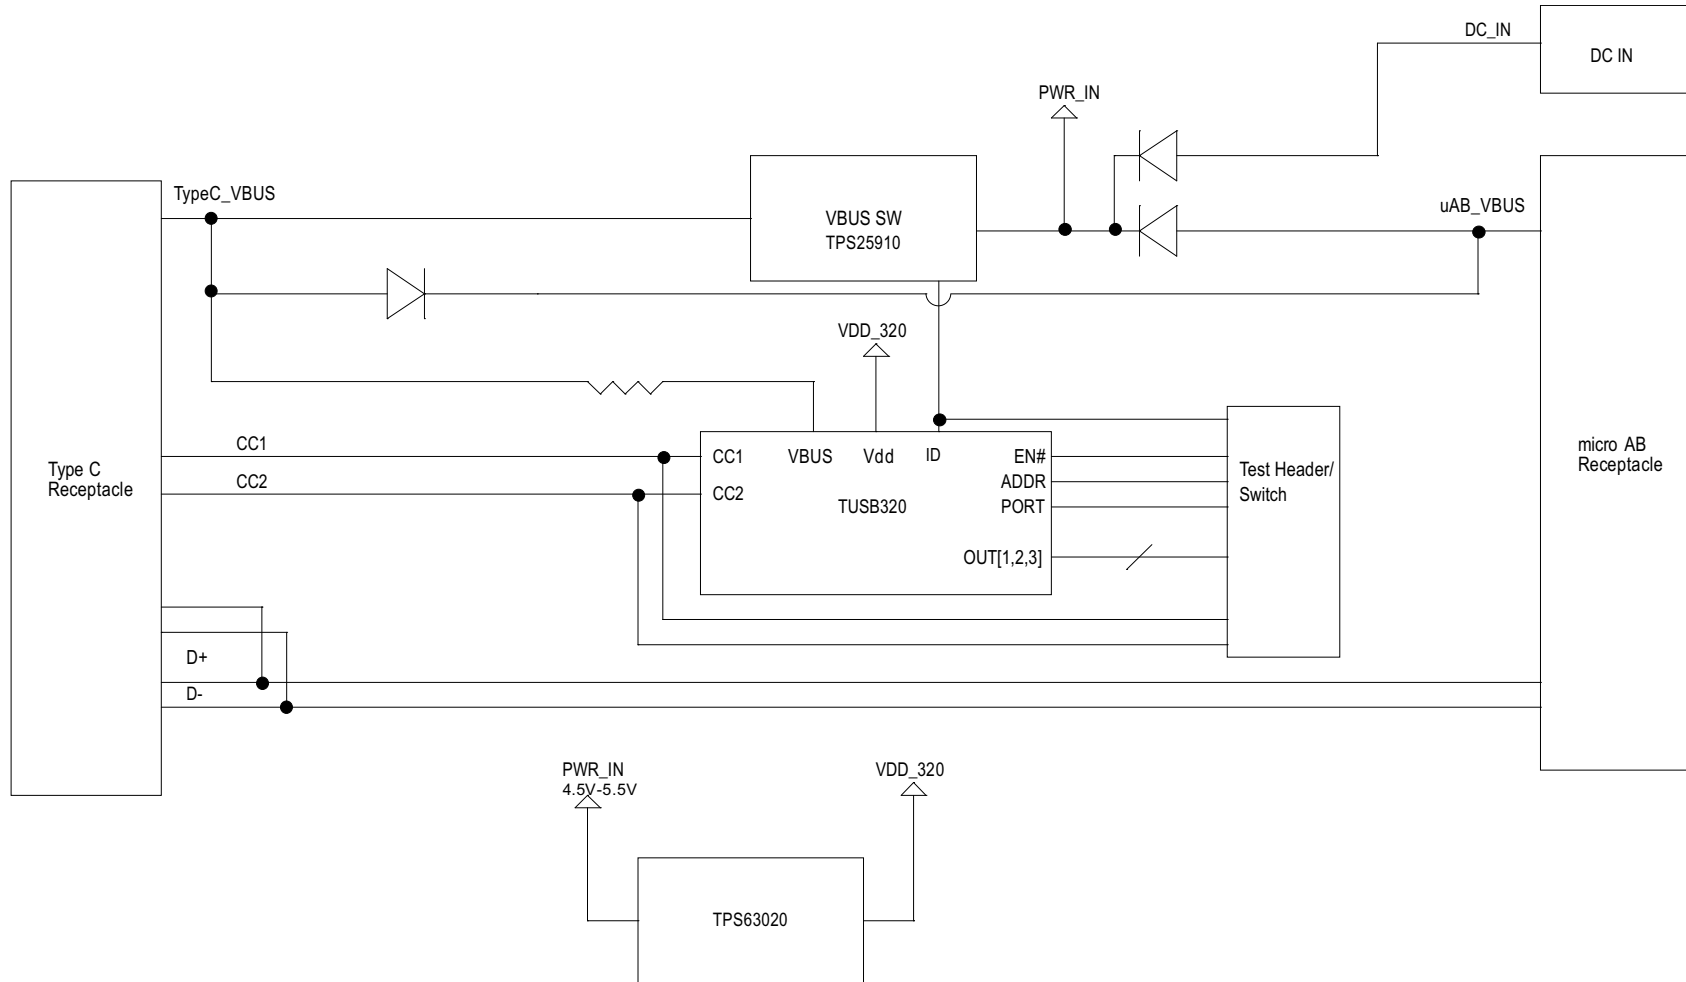 DC_IN
DC IN
PWR_IN
TypeC_VBUS
VBUS SW
TPS25910
uAB_VBUS
VDD_320
CC1
CC2
Type C
Receptacle
CC1
CC2
VBUS
Vdd
ID
EN#
ADDR
PORT
TUSB320
OUT[1,2,3]
Test Header/
Switch
micro AB
Receptacle
D+
D-
PWR_IN
4.5V-5.5V
VDD_320
TPS63020